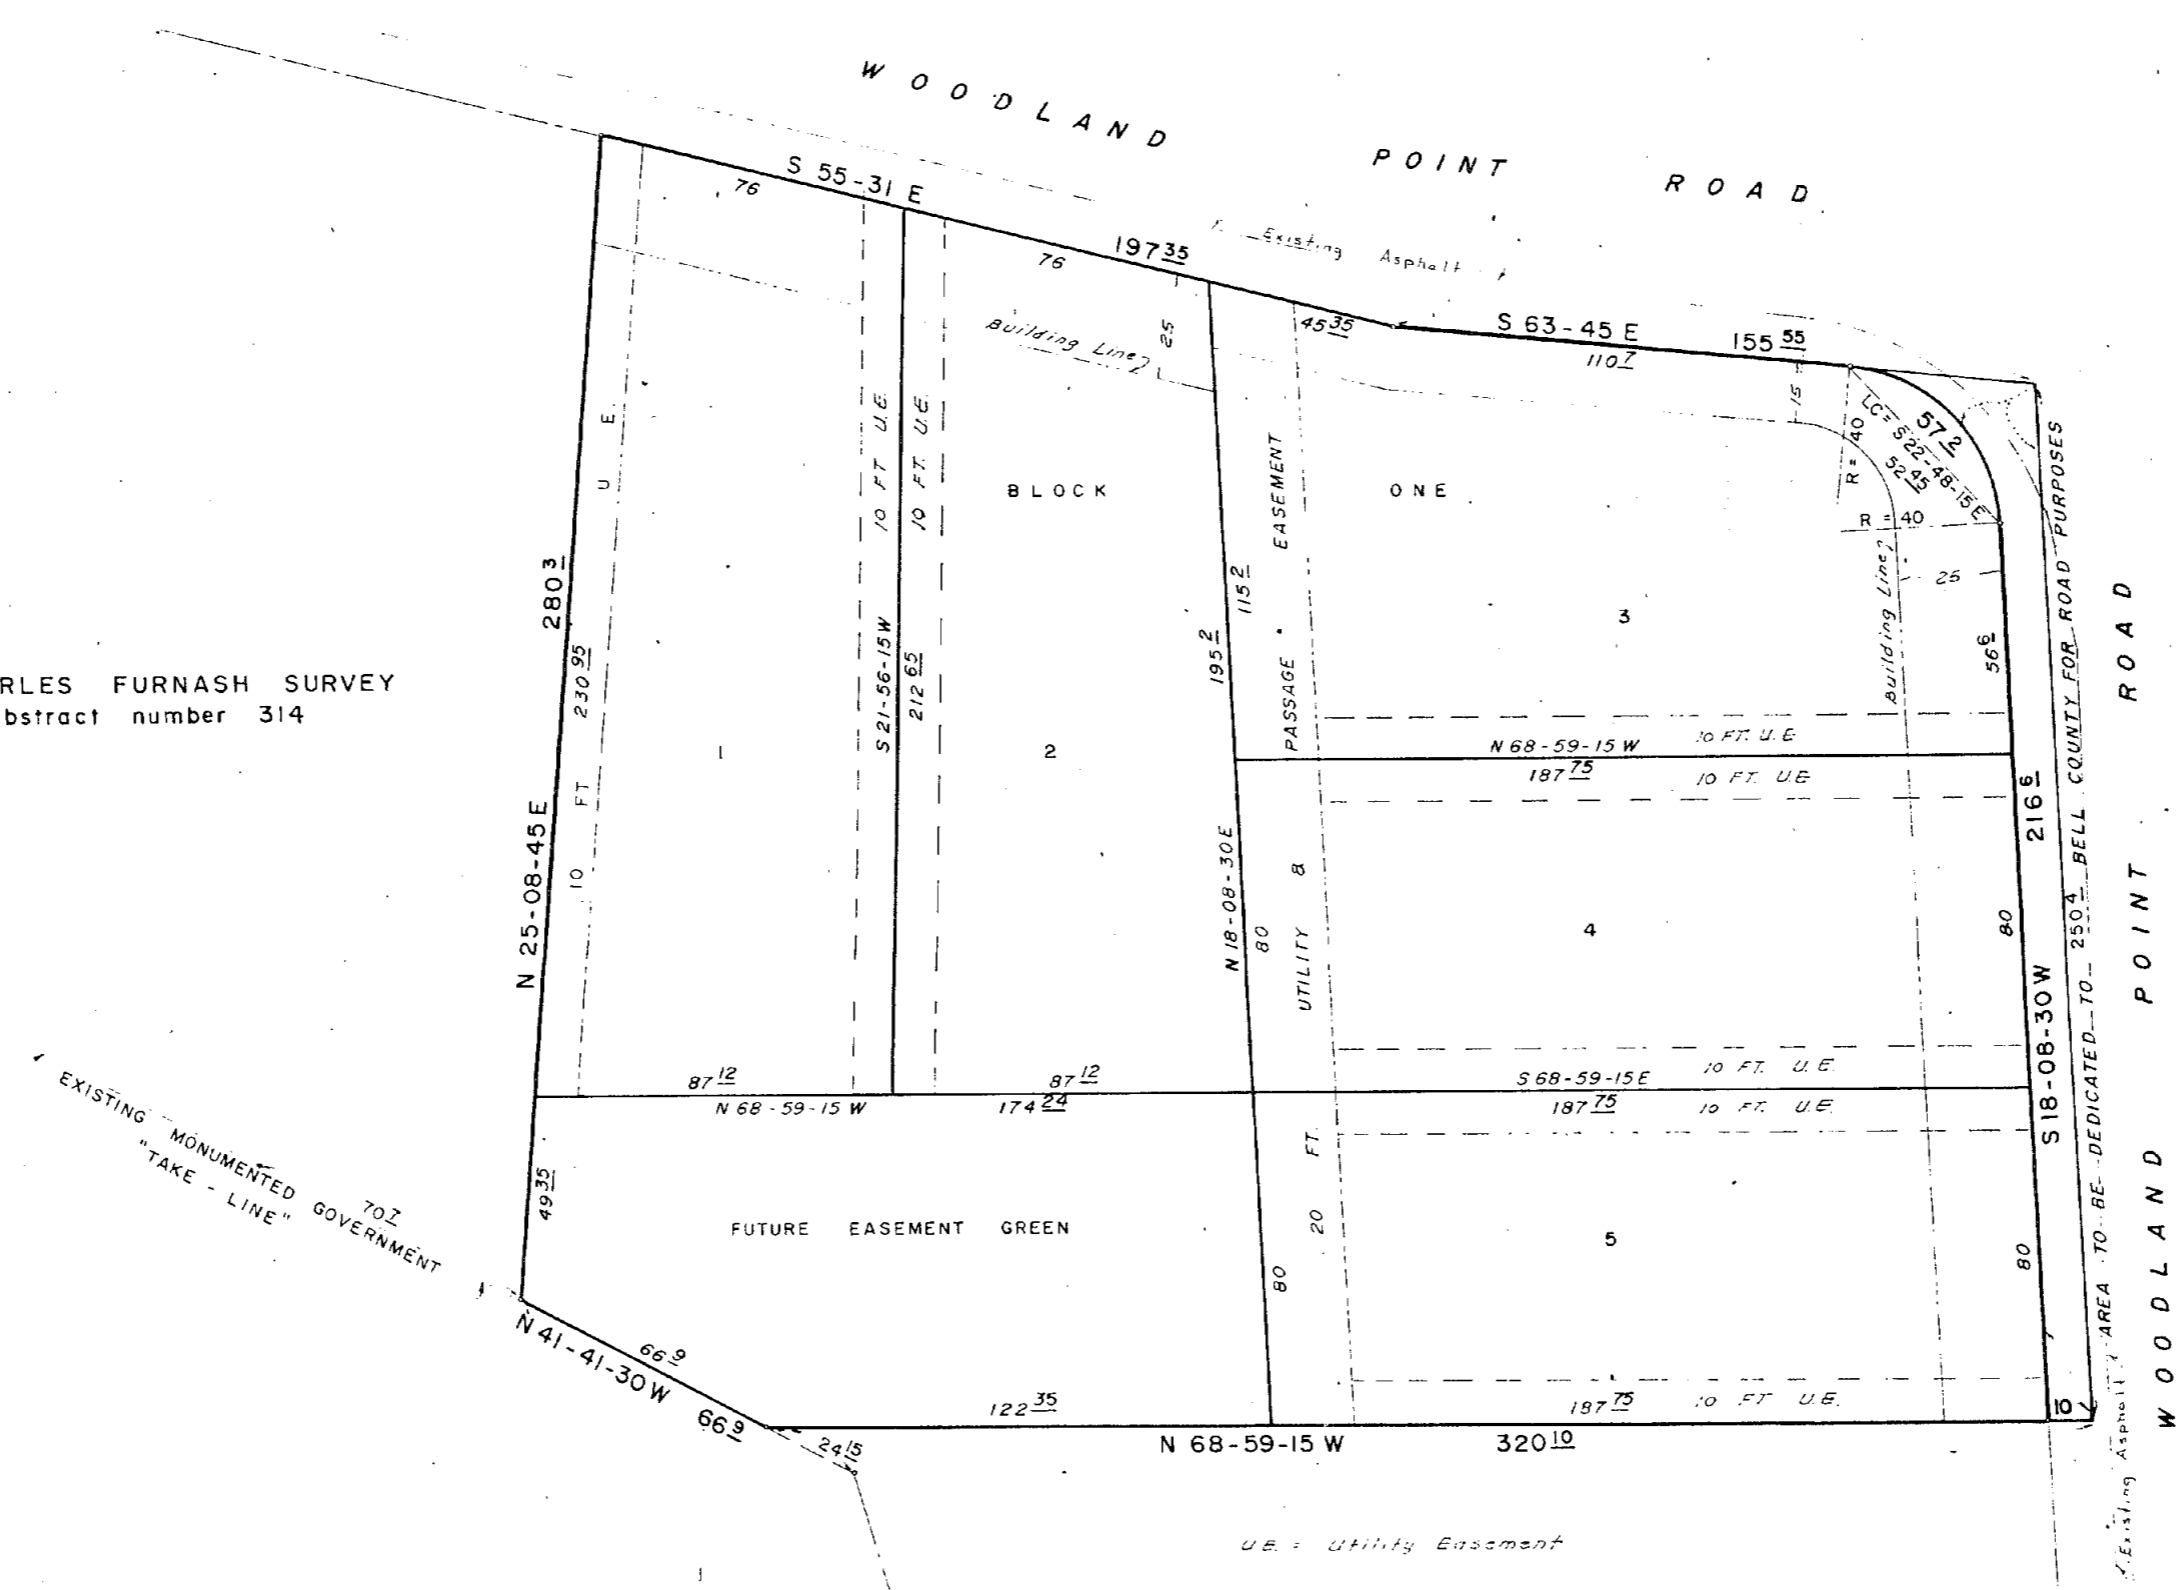 WOODLAND POINT ROAD
S 55-31 E
76
197 35
76
Existing Asphalt
45 35
S 63-45 E
155 55
110 7
Building Line
25
15
R = 40
LC = S 22-48-15 E
57 2
52 45
R = 40
10 FT U.E.
10 FT. U.E.
U E.
10 FT
BLOCK ONE
UTILITY & PASSAGE EASEMENT
20 FT.
Building Line
25
280 3
230 95
N 25-08-45 E
S 21-56-15 W
212 65
115 2
195 2
3
56 6
RLES FURNASH SURVEY
bstract number 314
1
2
10 FT. U.E.
N 68-59-15 W
187 75
10 FT. U.E.
N 18-08-30 E
80
4
80
216 6
S 18-08-30 W
AREA TO BE DEDICATED TO BELL COUNTY FOR ROAD PURPOSES
250 4
WOODLAND POINT ROAD
87 12
87 12
N 68-59-15 W
174 24
10 FT. U.E.
S 68-59-15 E
187 75
10 FT. U.E.
EXISTING MONUMENTED GOVERNMENT
"TAKE - LINE"
70 7
49 35
FUTURE EASEMENT GREEN
80
5
80
N 41-41-30 W
66 9
66 9
122 35
187 75
10 FT U.E.
10
24 15
N 68-59-15 W
320 10
Existing Asphalt
U.E. = Utility Easement